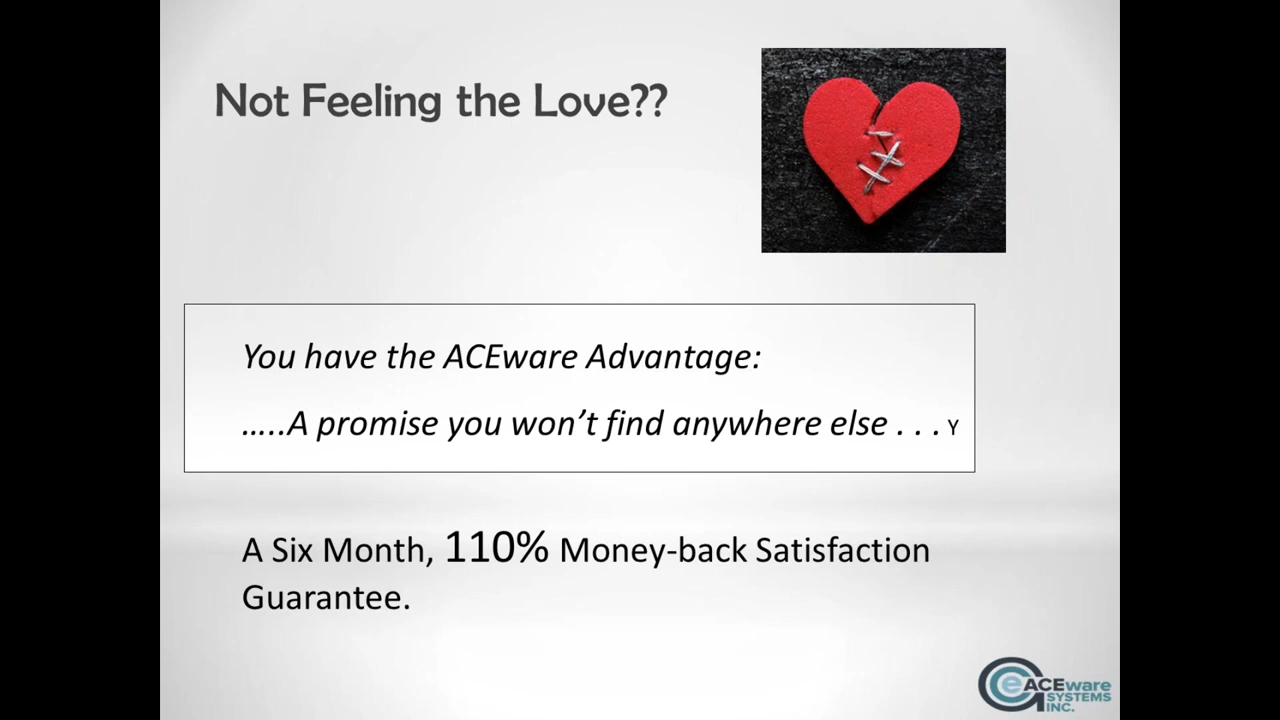 Not Feeling the Love??
You have the ACEware Advantage:
…..A promise you won’t find anywhere else . . . Y
A Six Month, 110% Money-back Satisfaction
Guarantee.
e ACEware
SYSTEMS
INC.